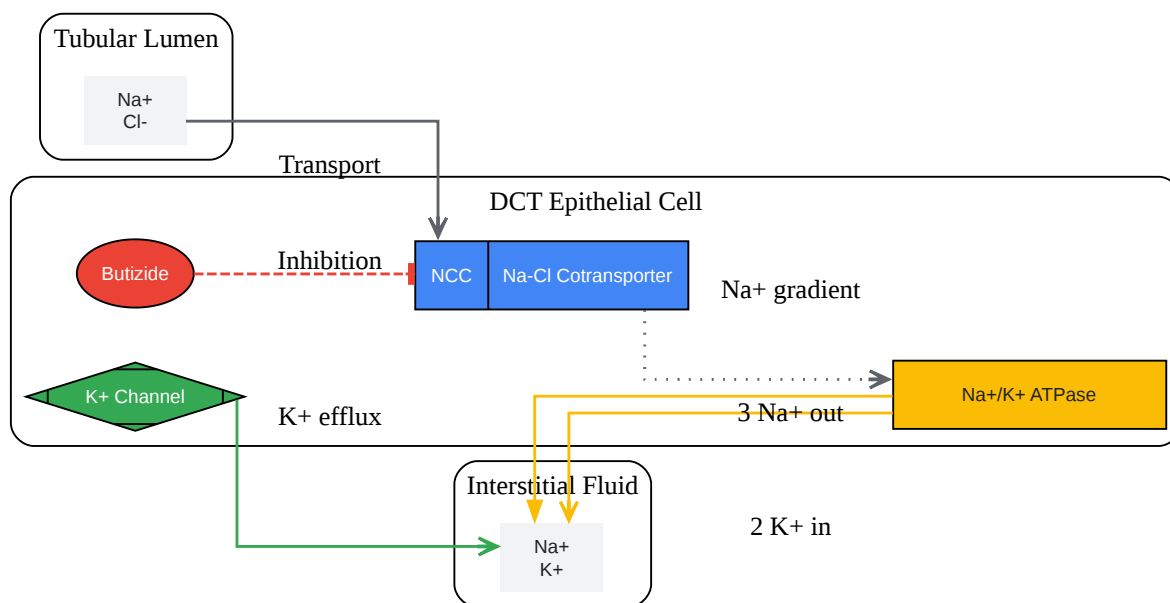 Tubular Lumen
Na+
Cl-
Transport
DCT Epithelial Cell
Butizide
Inhibition
NCC
Na-Cl Cotransporter
Na+ gradient
K+ Channel
K+ efflux
3 Na+ out
Na+/K+ ATPase
Interstitial Fluid
2 K+ in
Na+
K+